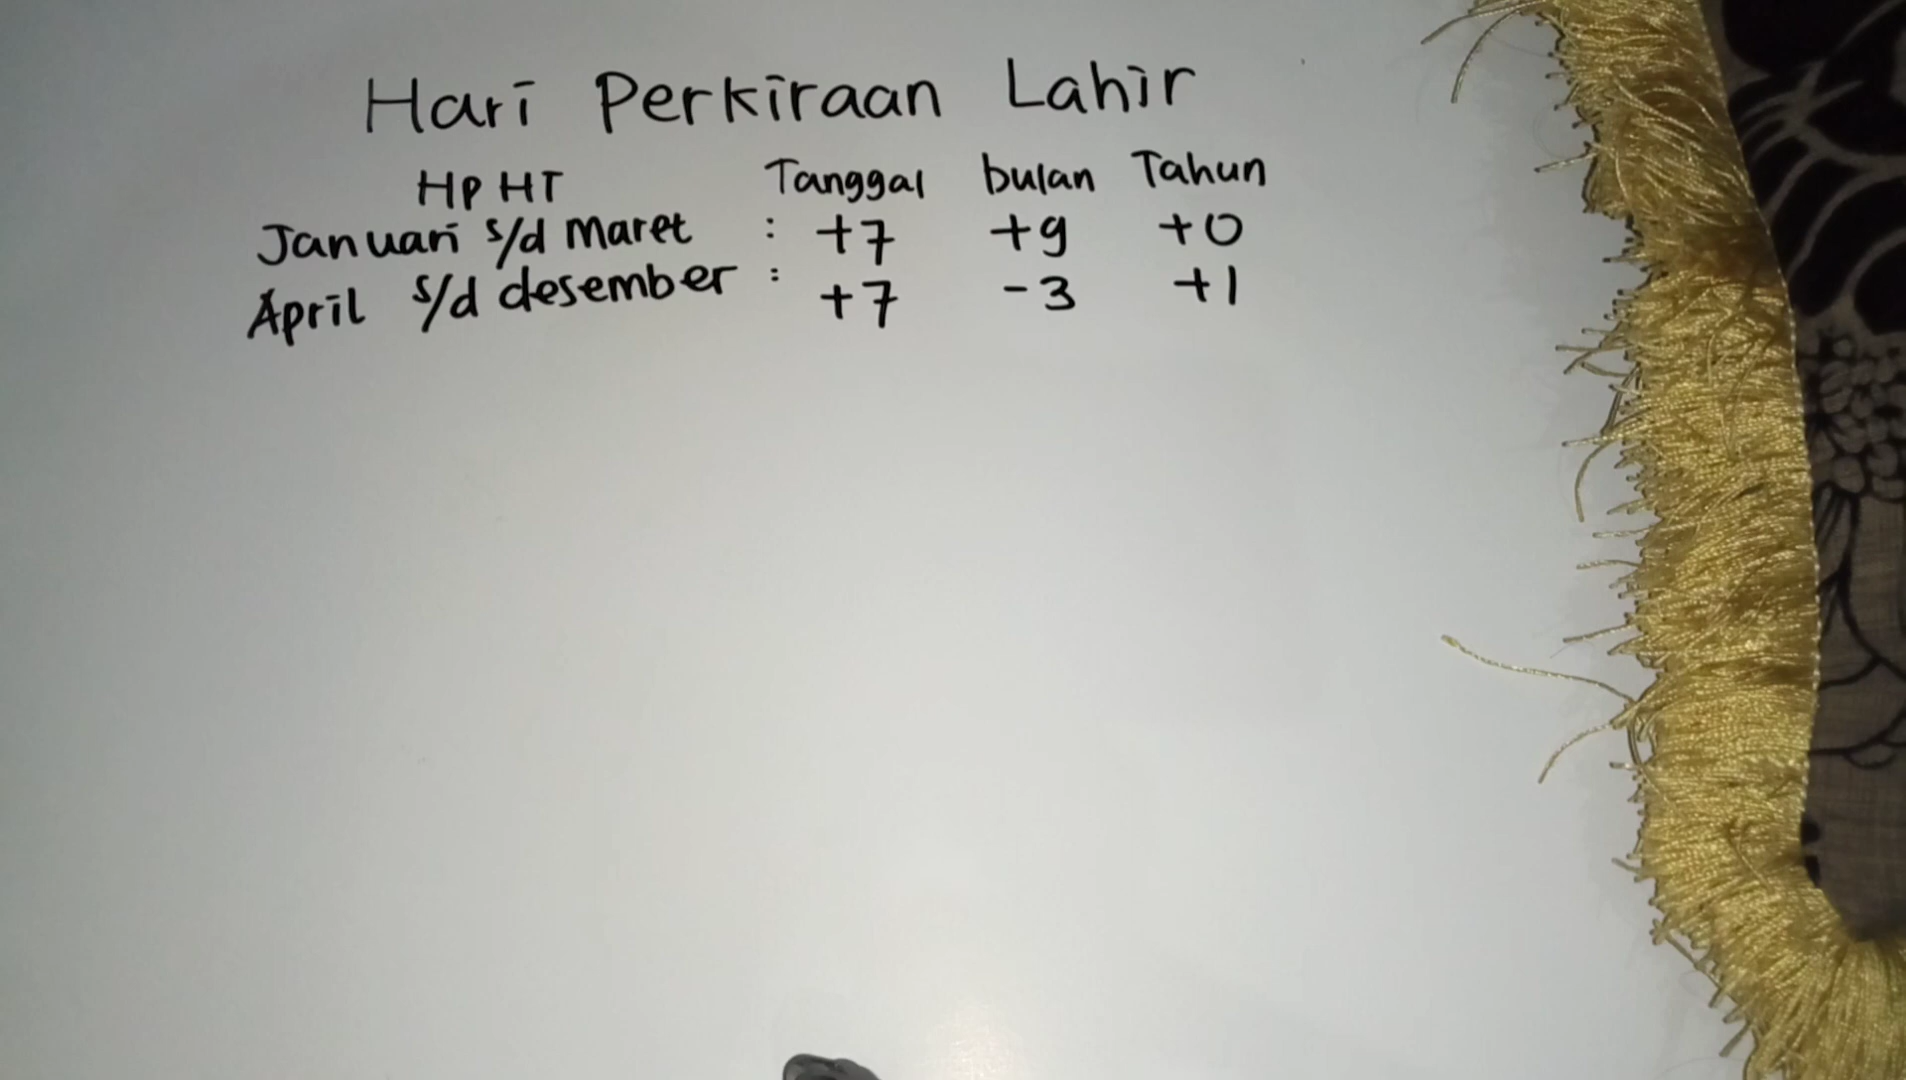 Hari Perkiraan Lahir
HPHT Tanggal bulan Tahun
Januari s/d maret : +7 +9 +0
April s/d desember : +7 -3 +1